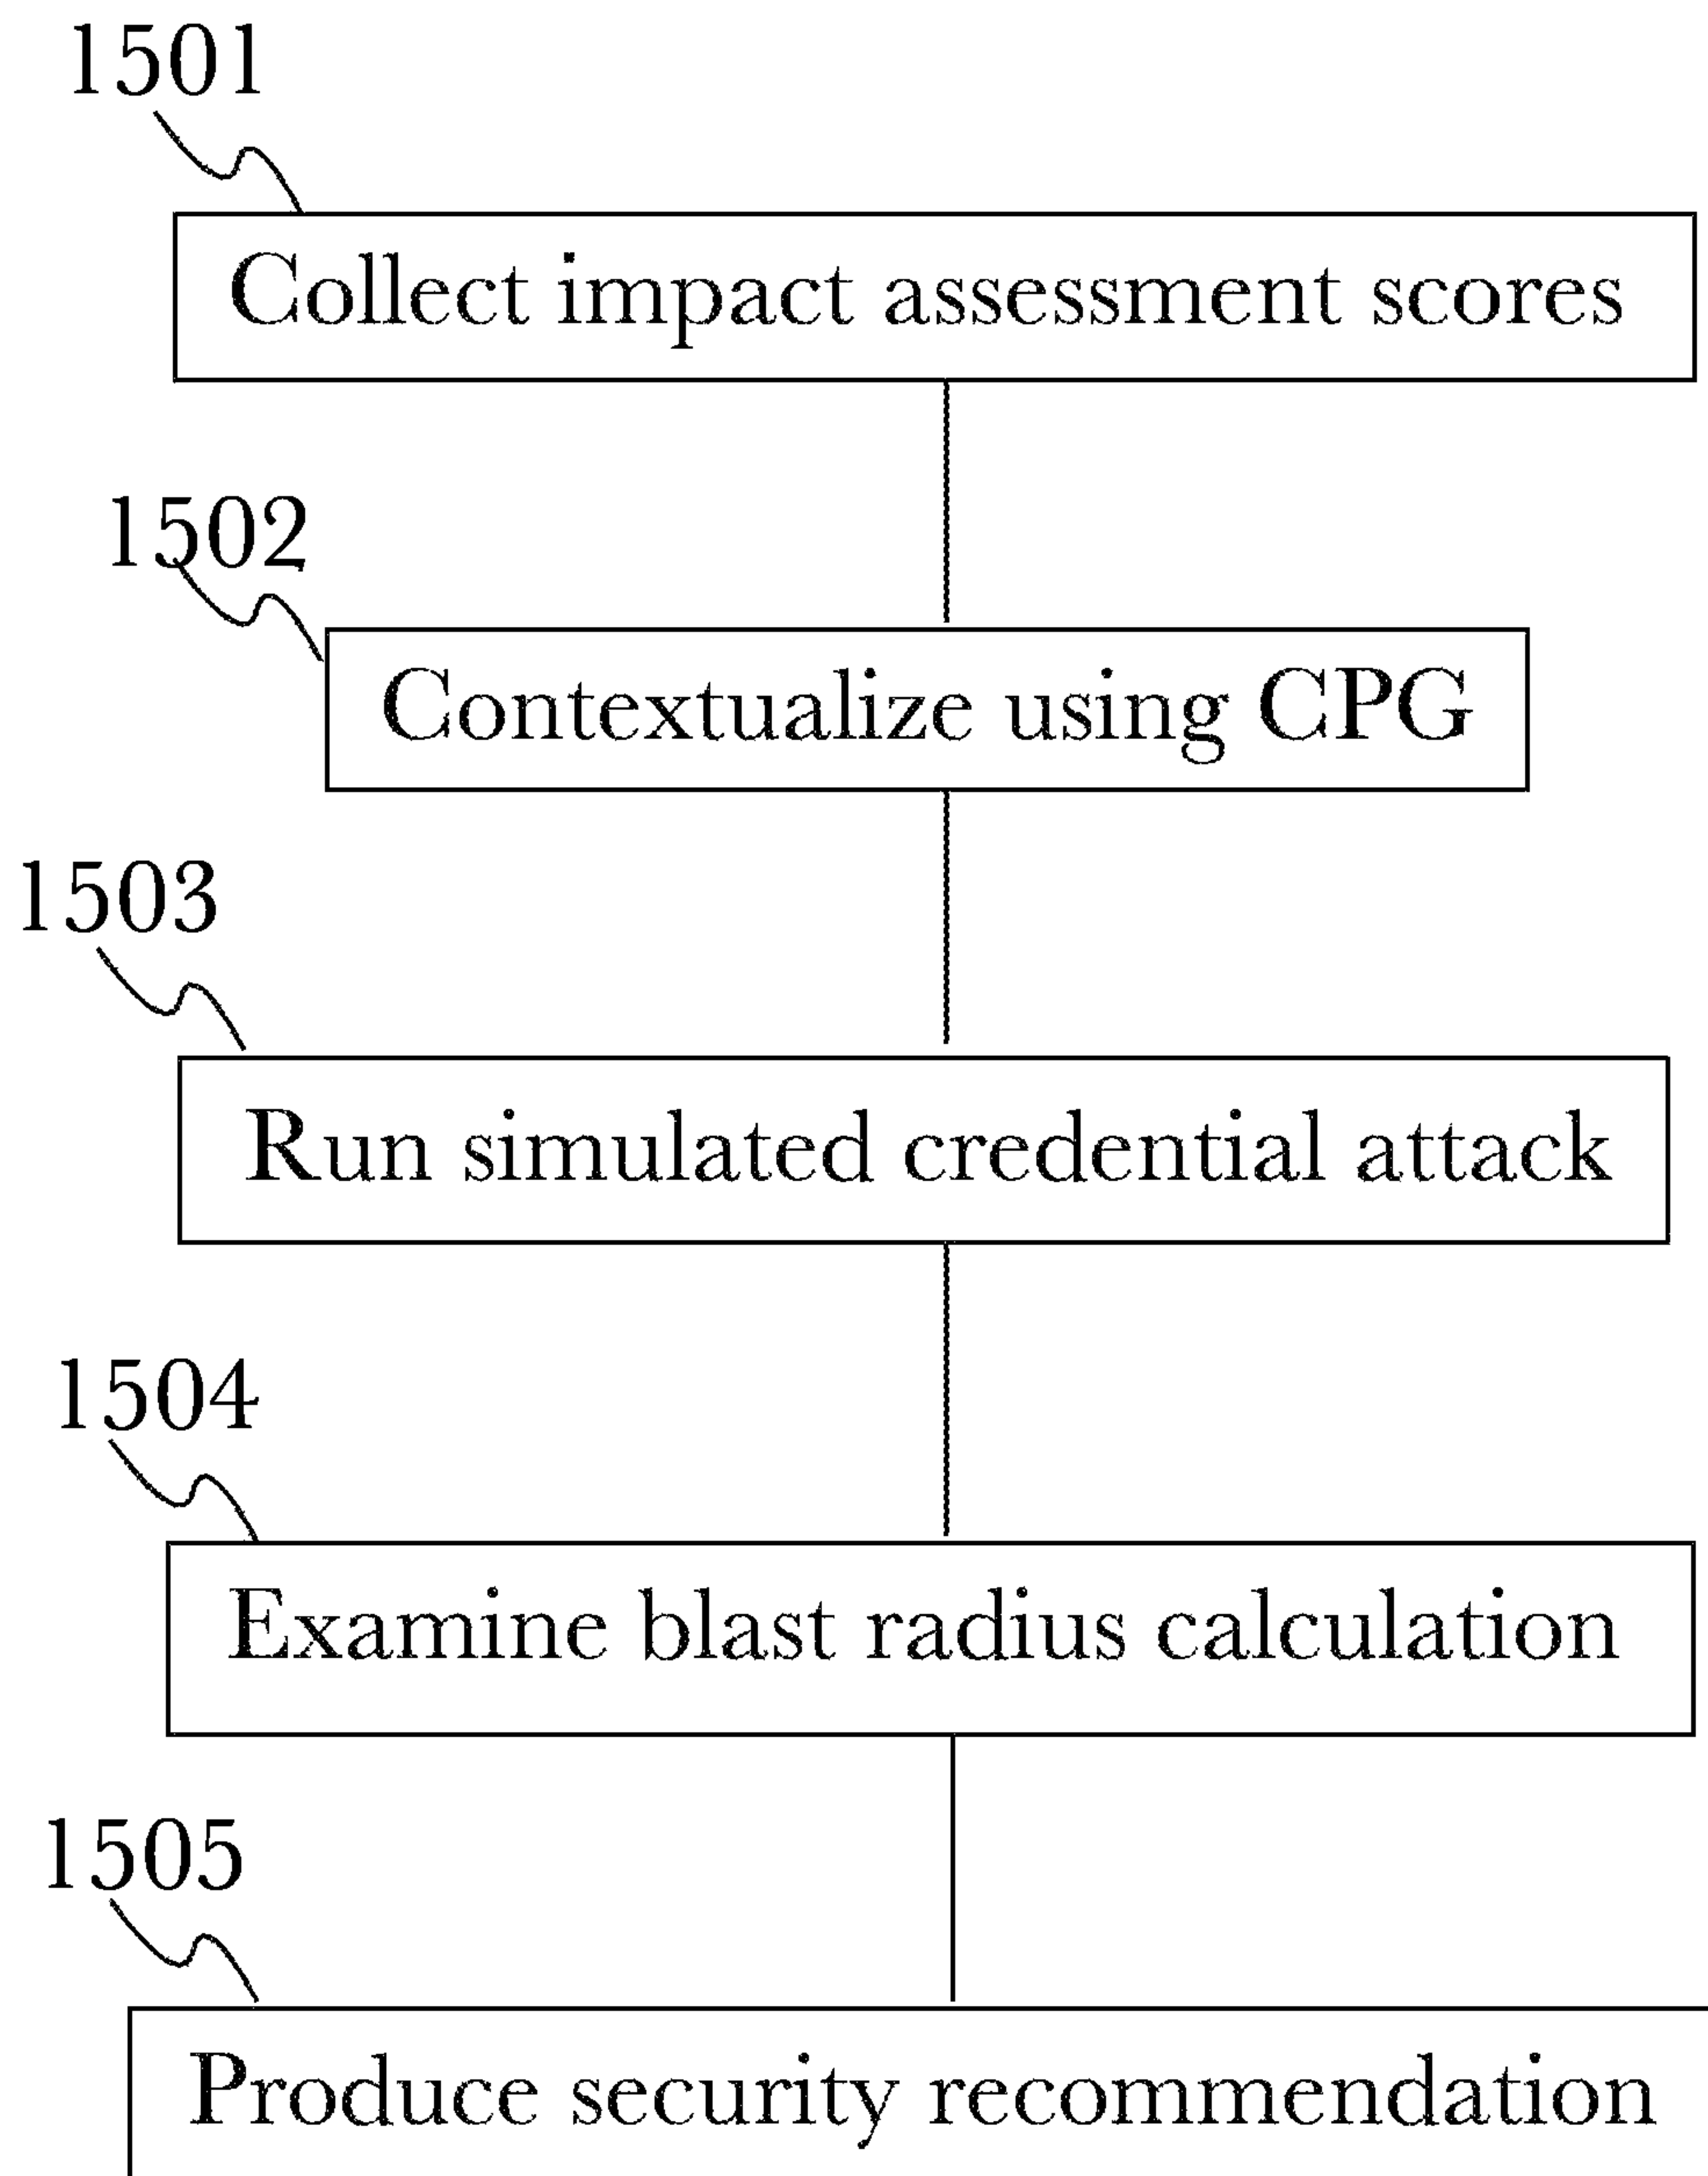 1501
Collect impact assessment scores
1502
Contextualize using CPG
1503
Run simulated credential attack
1504
Examine blast radius calculation
1505
Produce security recommendation